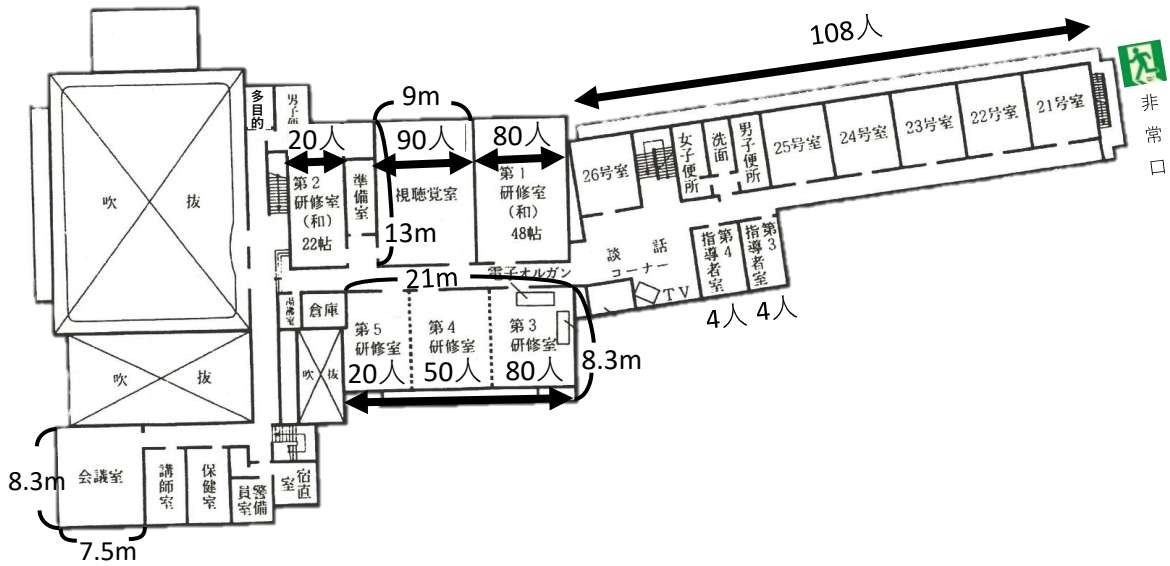 108人
非常口
9m
多目的
男子便
20人
90人
80人
第2
研修室
(和)
22帖
準備室
視聴覚室
第1
研修室
(和)
48帖
13m
26号室
女子便所
洗面
男子便所
25号室
24号室
23号室
22号室
21号室
吹抜
談話
コーナー
電子オルガン
TV
第4
指導者室
第3
指導者室
4人
4人
21m
倉庫
第5
研修室
第4
研修室
第3
研修室
20人
50人
80人
8.3m
吹抜
吹抜
会議室
講師室
保健室
警備
員室
宿直
室
8.3m
7.5m